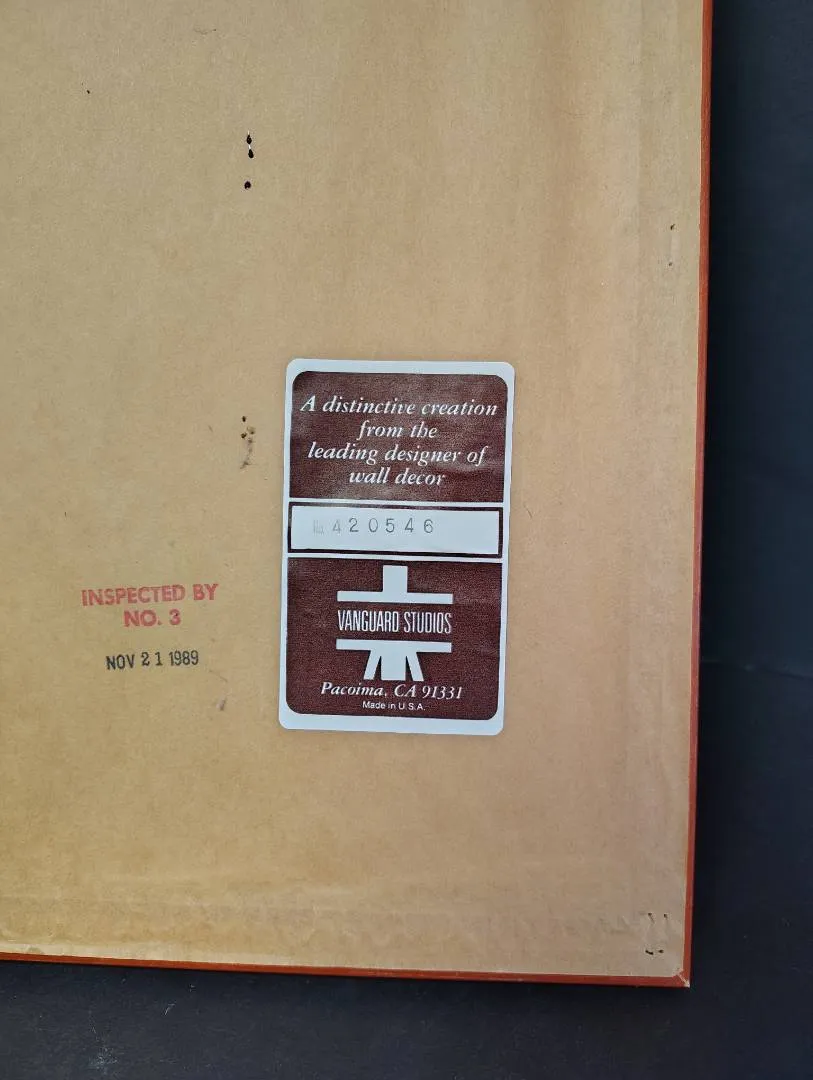 A distinctive creation
from the
leading designer of
wall decor
420546
INSPECTED BY
NO. 3
NOV 21 1989
VANGUARD STUDIOS
Pacoima, CA 91331
Made in U.S.A.